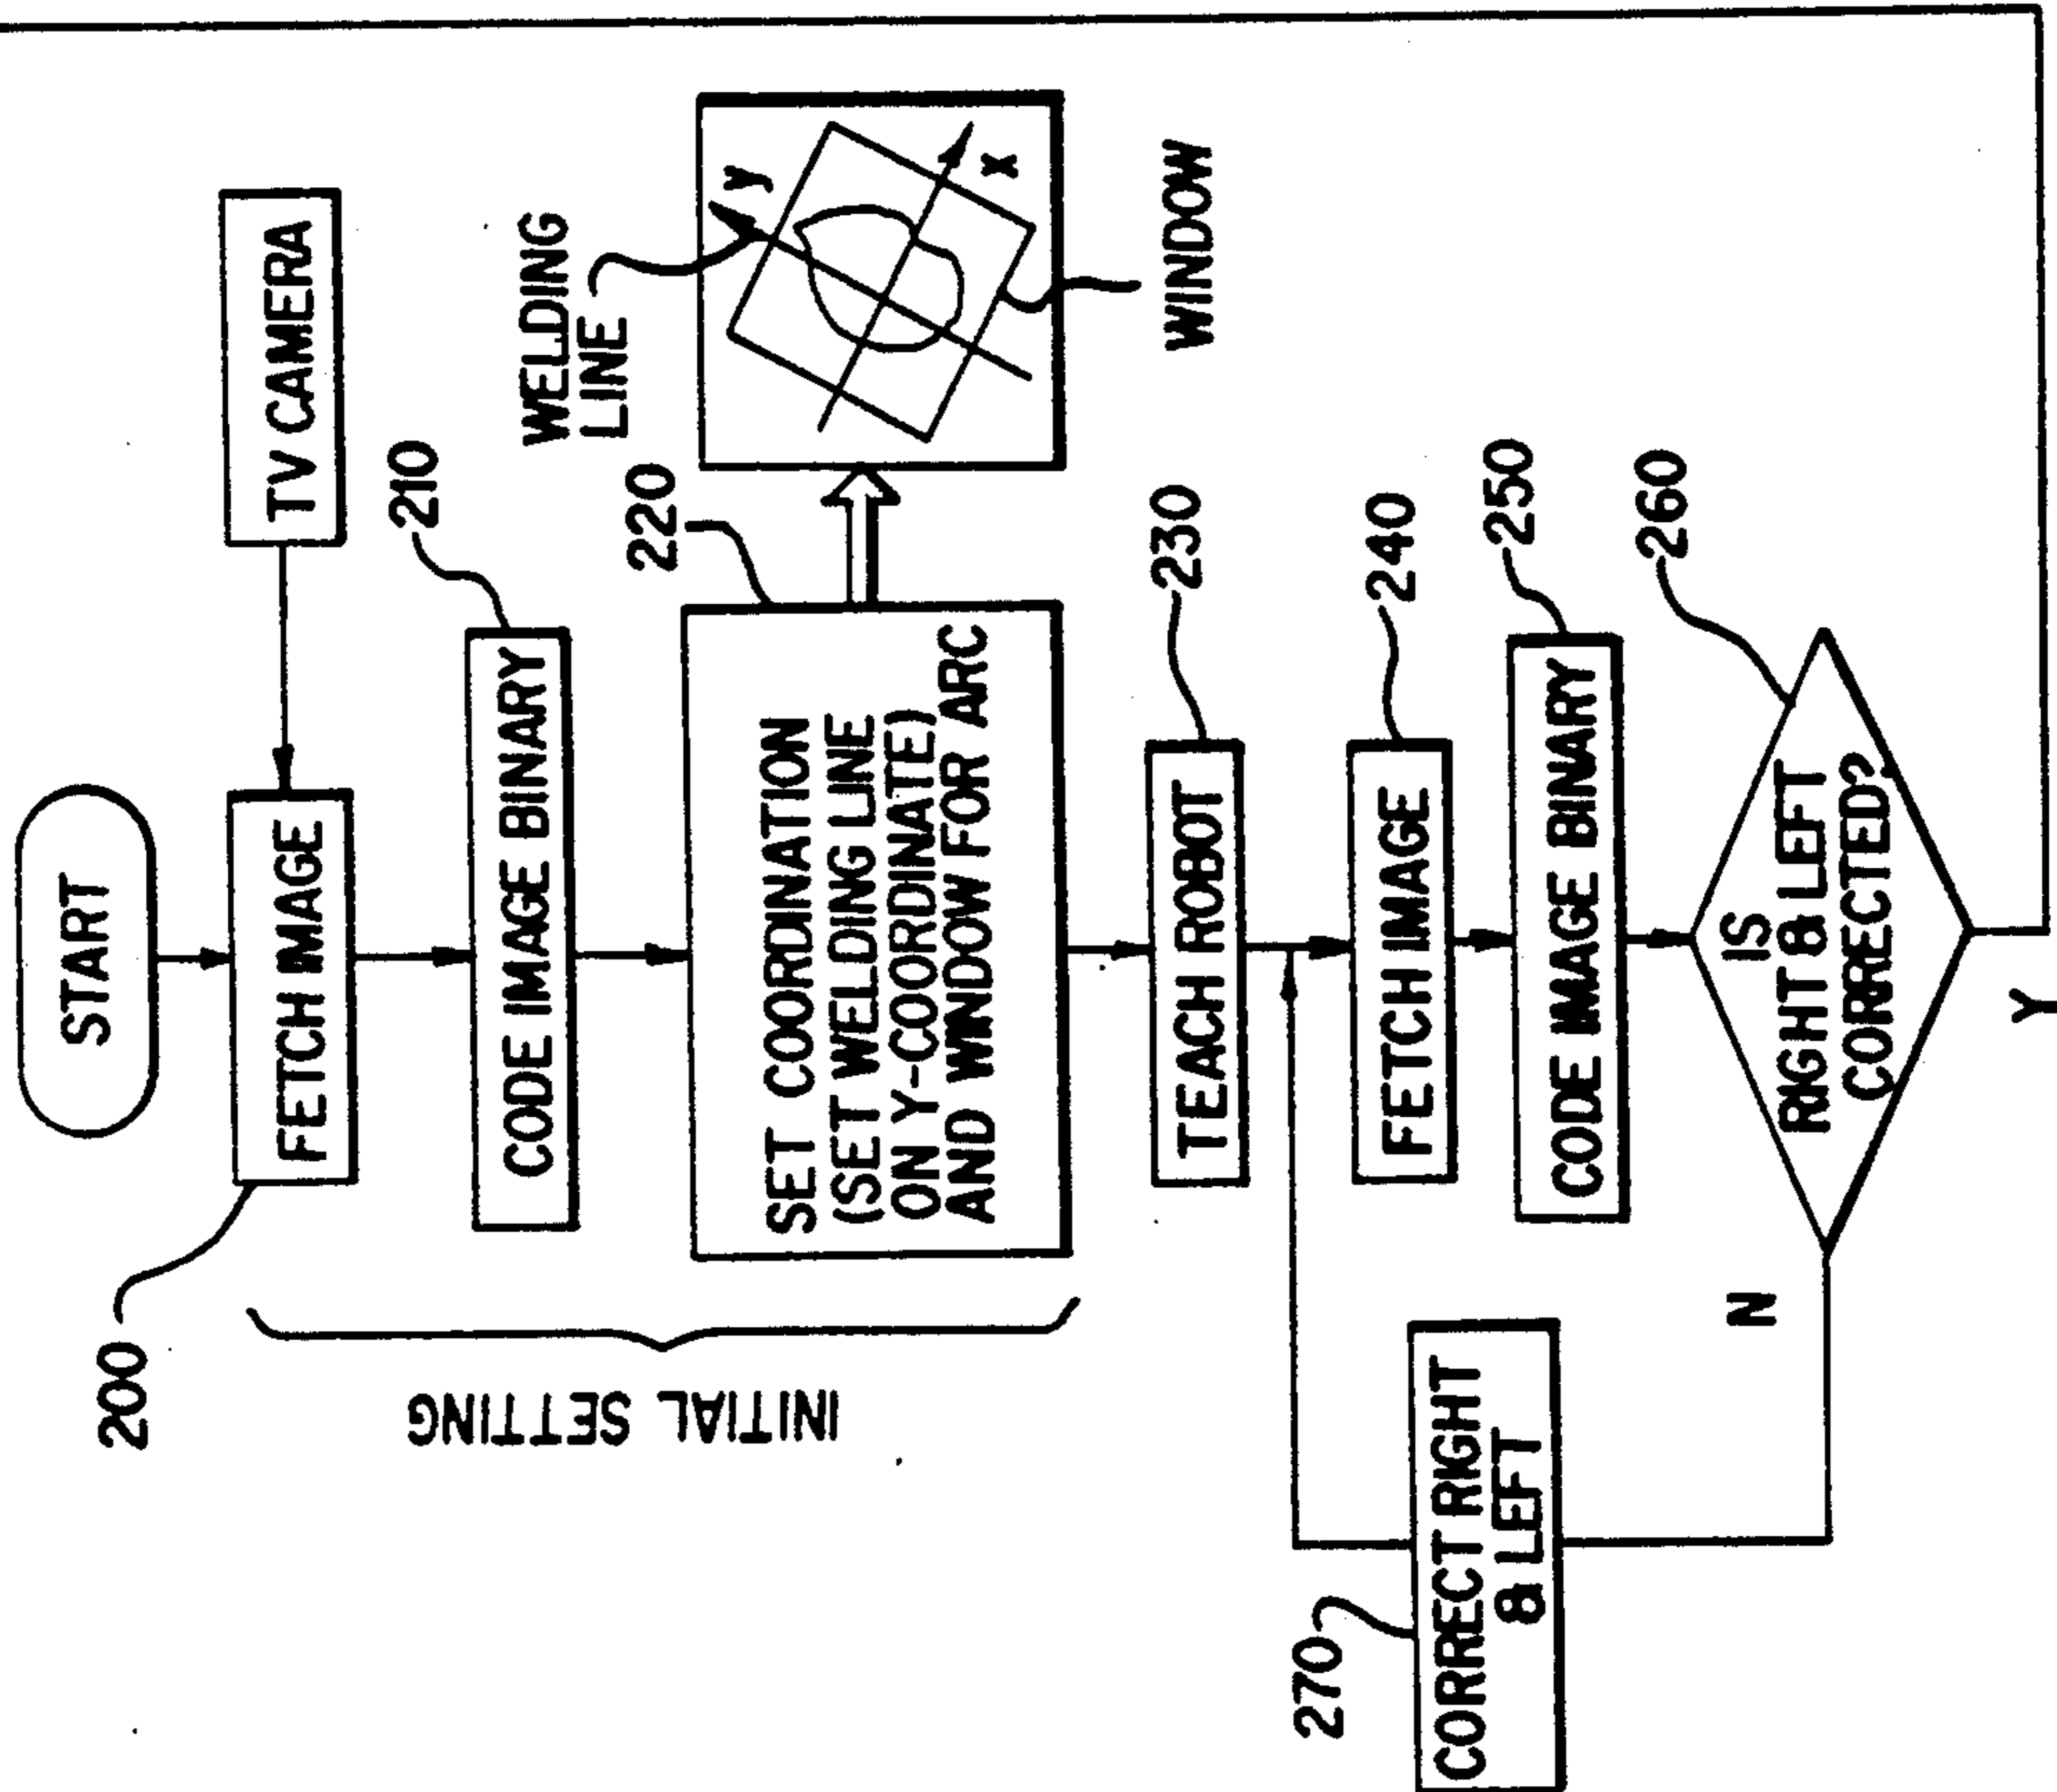 START
200
FETCH IMAGE
TV CAMERA
210
CODE IMAGE BINARY
INITIAL SETTING
220
SET COORDINATION
(SET WELDING LINE
ON Y-COORDINATE)
AND WINDOW FOR ARC
WELDING
LINE
y
x
WINDOW
230
TEACH ROBOT
240
FETCH IMAGE
250
CODE IMAGE BINARY
260
IS
RIGHT & LEFT
CORRECTED?
N
Y
270
CORRECT RIGHT
& LEFT